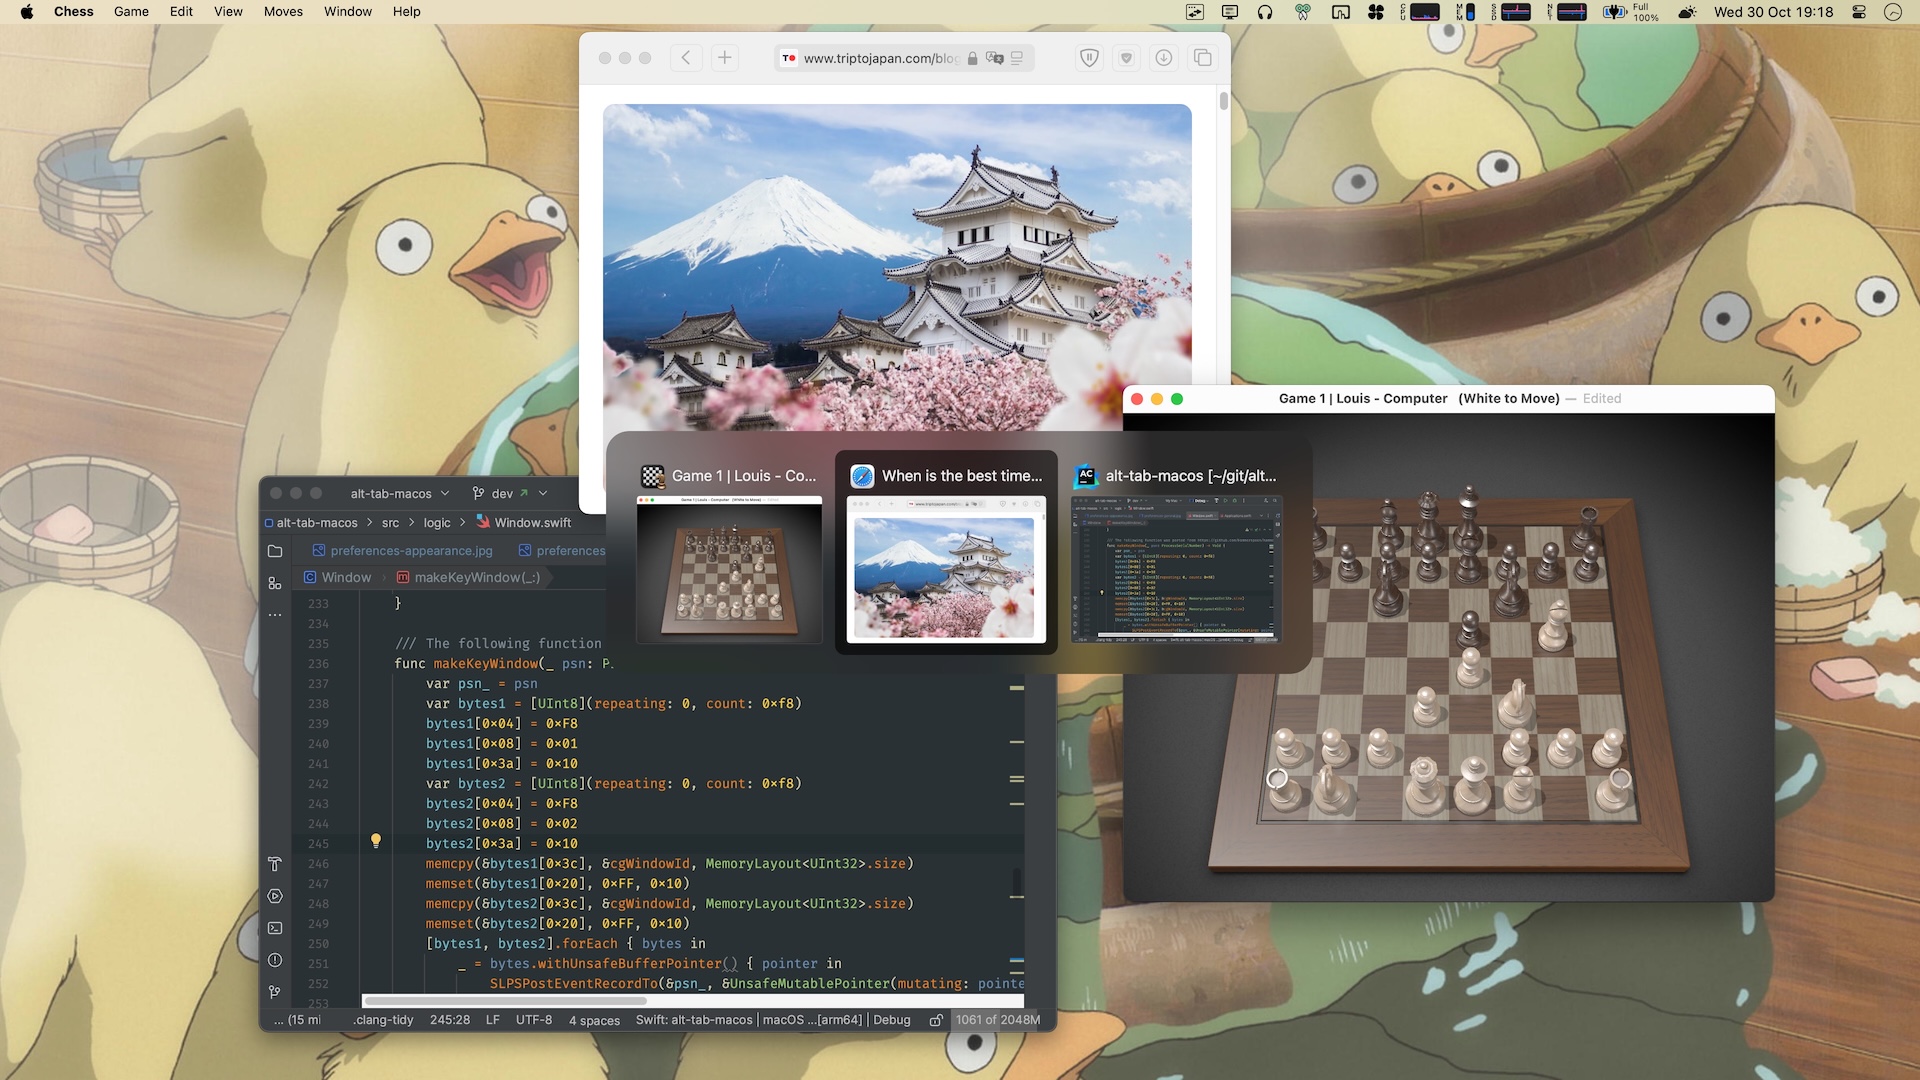 Chess Game Edit View Moves Window Help
CPU MEM SSD NET Full 100% Wed 30 Oct 19:18
www.triptojapan.com/blog
Game 1 | Louis - Computer (White to Move) — Edited
Game 1 | Louis - Co...
When is the best time...
alt-tab-macos [~/git/alt...
alt-tab-macos dev
alt-tab-macos > src > logic > Window.swift
preferences-appearance.jpg preferences
Window > makeKeyWindow(_:)
233 }
234
235 /// The following function
236 func makeKeyWindow(_ psn: P
237 var psn_ = psn
238 var bytes1 = [UInt8](repeating: 0, count: 0xf8)
239 bytes1[0x04] = 0xF8
240 bytes1[0x08] = 0x01
241 bytes1[0x3a] = 0x10
242 var bytes2 = [UInt8](repeating: 0, count: 0xf8)
243 bytes2[0x04] = 0xF8
244 bytes2[0x08] = 0x02
245 bytes2[0x3a] = 0x10
246 memcpy(&bytes1[0x3c], &cgWindowId, MemoryLayout<UInt32>.size)
247 memset(&bytes1[0x20], 0xFF, 0x10)
248 memcpy(&bytes2[0x3c], &cgWindowId, MemoryLayout<UInt32>.size)
249 memset(&bytes2[0x20], 0xFF, 0x10)
250 [bytes1, bytes2].forEach { bytes in
251 _ = bytes.withUnsafeBufferPointer() { pointer in
252 SLPSPostEventRecordTo(&psn_, &UnsafeMutablePointer(mutating: pointe
253
... (15 mi .clang-tidy 245:28 LF UTF-8 4 spaces Swift: alt-tab-macos | macOS ...[arm64] | Debug 1061 of 2048M